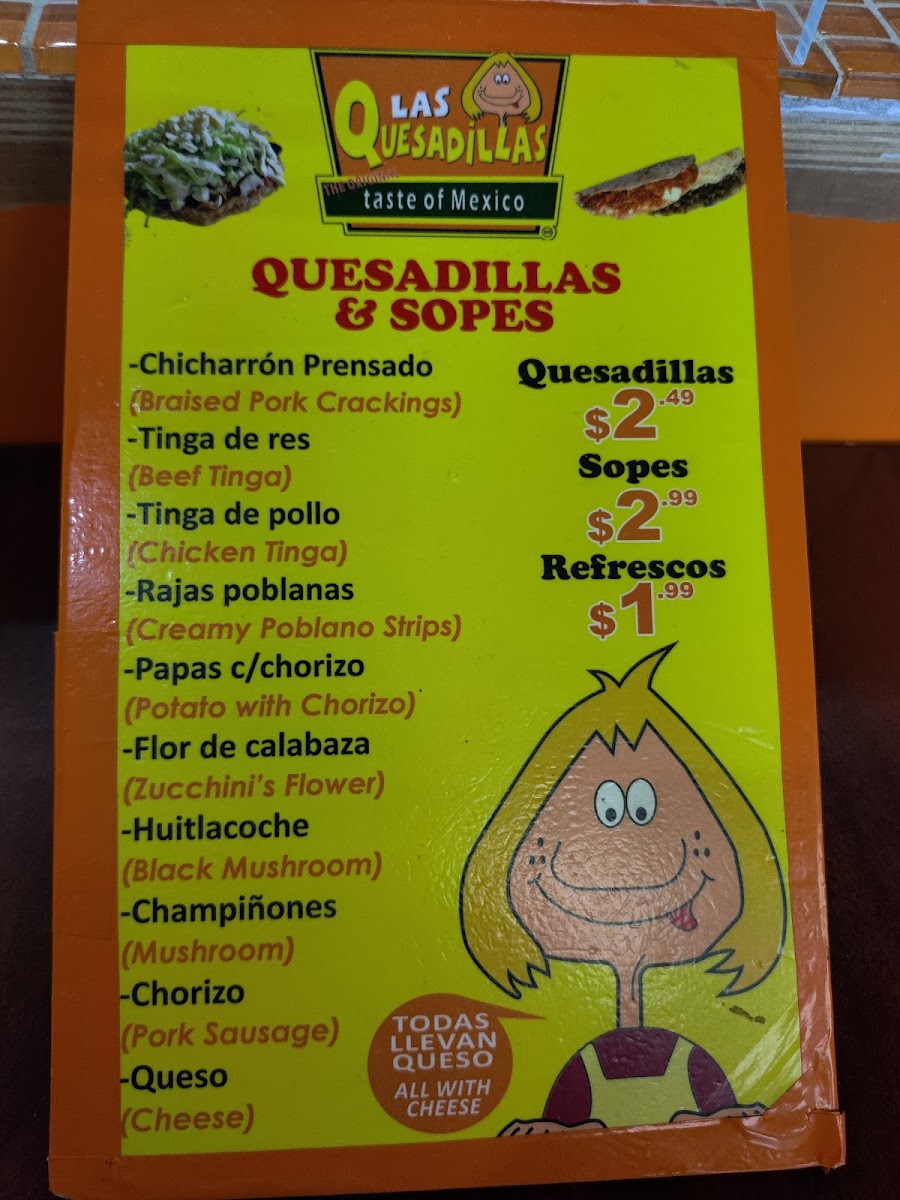 LAS
QUESADILLAS
THE ORIGINAL
taste of Mexico
QUESADILLAS
& SOPES
-Chicharrón Prensado
(Braised Pork Crackings)
-Tinga de res
(Beef Tinga)
-Tinga de pollo
(Chicken Tinga)
-Rajas poblanas
(Creamy Poblano Strips)
-Papas c/chorizo
(Potato with Chorizo)
-Flor de calabaza
(Zucchini's Flower)
-Huitlacoche
(Black Mushroom)
-Champiñones
(Mushroom)
-Chorizo
(Pork Sausage)
-Queso
(Cheese)
Quesadillas
$2.49
Sopes
$2.99
Refrescos
$1.99
TODAS
LLEVAN
QUESO
ALL WITH
CHEESE